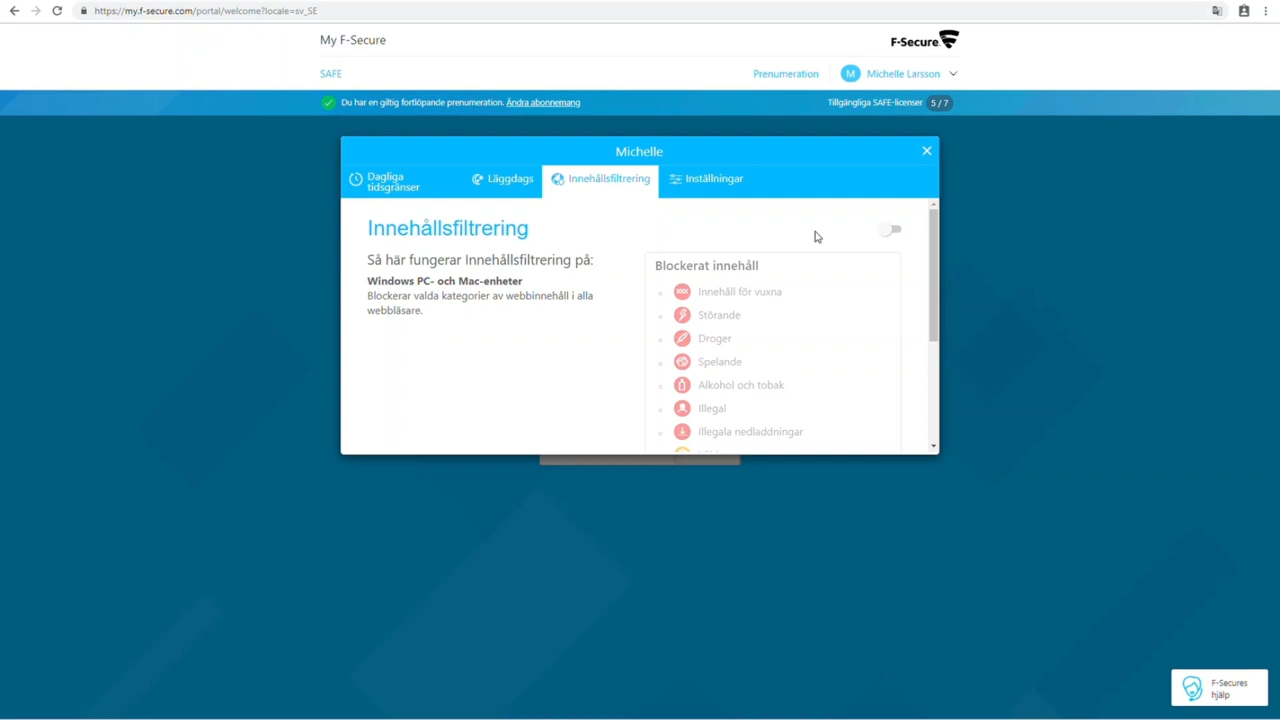 https://my.f-secure.com/portal/welcome?locale=sv_SE
My F-Secure
F-Secure
SAFE
Prenumeration
M
Michelle Larsson
Du har en giltig fortlöpande prenumeration. Ändra abonnemang
Tillgängliga SAFE-licenser 5 / 7
Michelle
Dagliga
tidsgränser
Läggdags
Innehållsfiltrering
Inställningar
Innehållsfiltrering
Så här fungerar Innehållsfiltrering på:
Windows PC- och Mac-enheter
Blockerar valda kategorier av webbinnehåll i alla
webbläsare.
Blockerat innehåll
XXX
Innehåll för vuxna
Störande
Droger
Spelande
Alkohol och tobak
Illegal
Illegala nedladdningar
F-Secures
hjälp